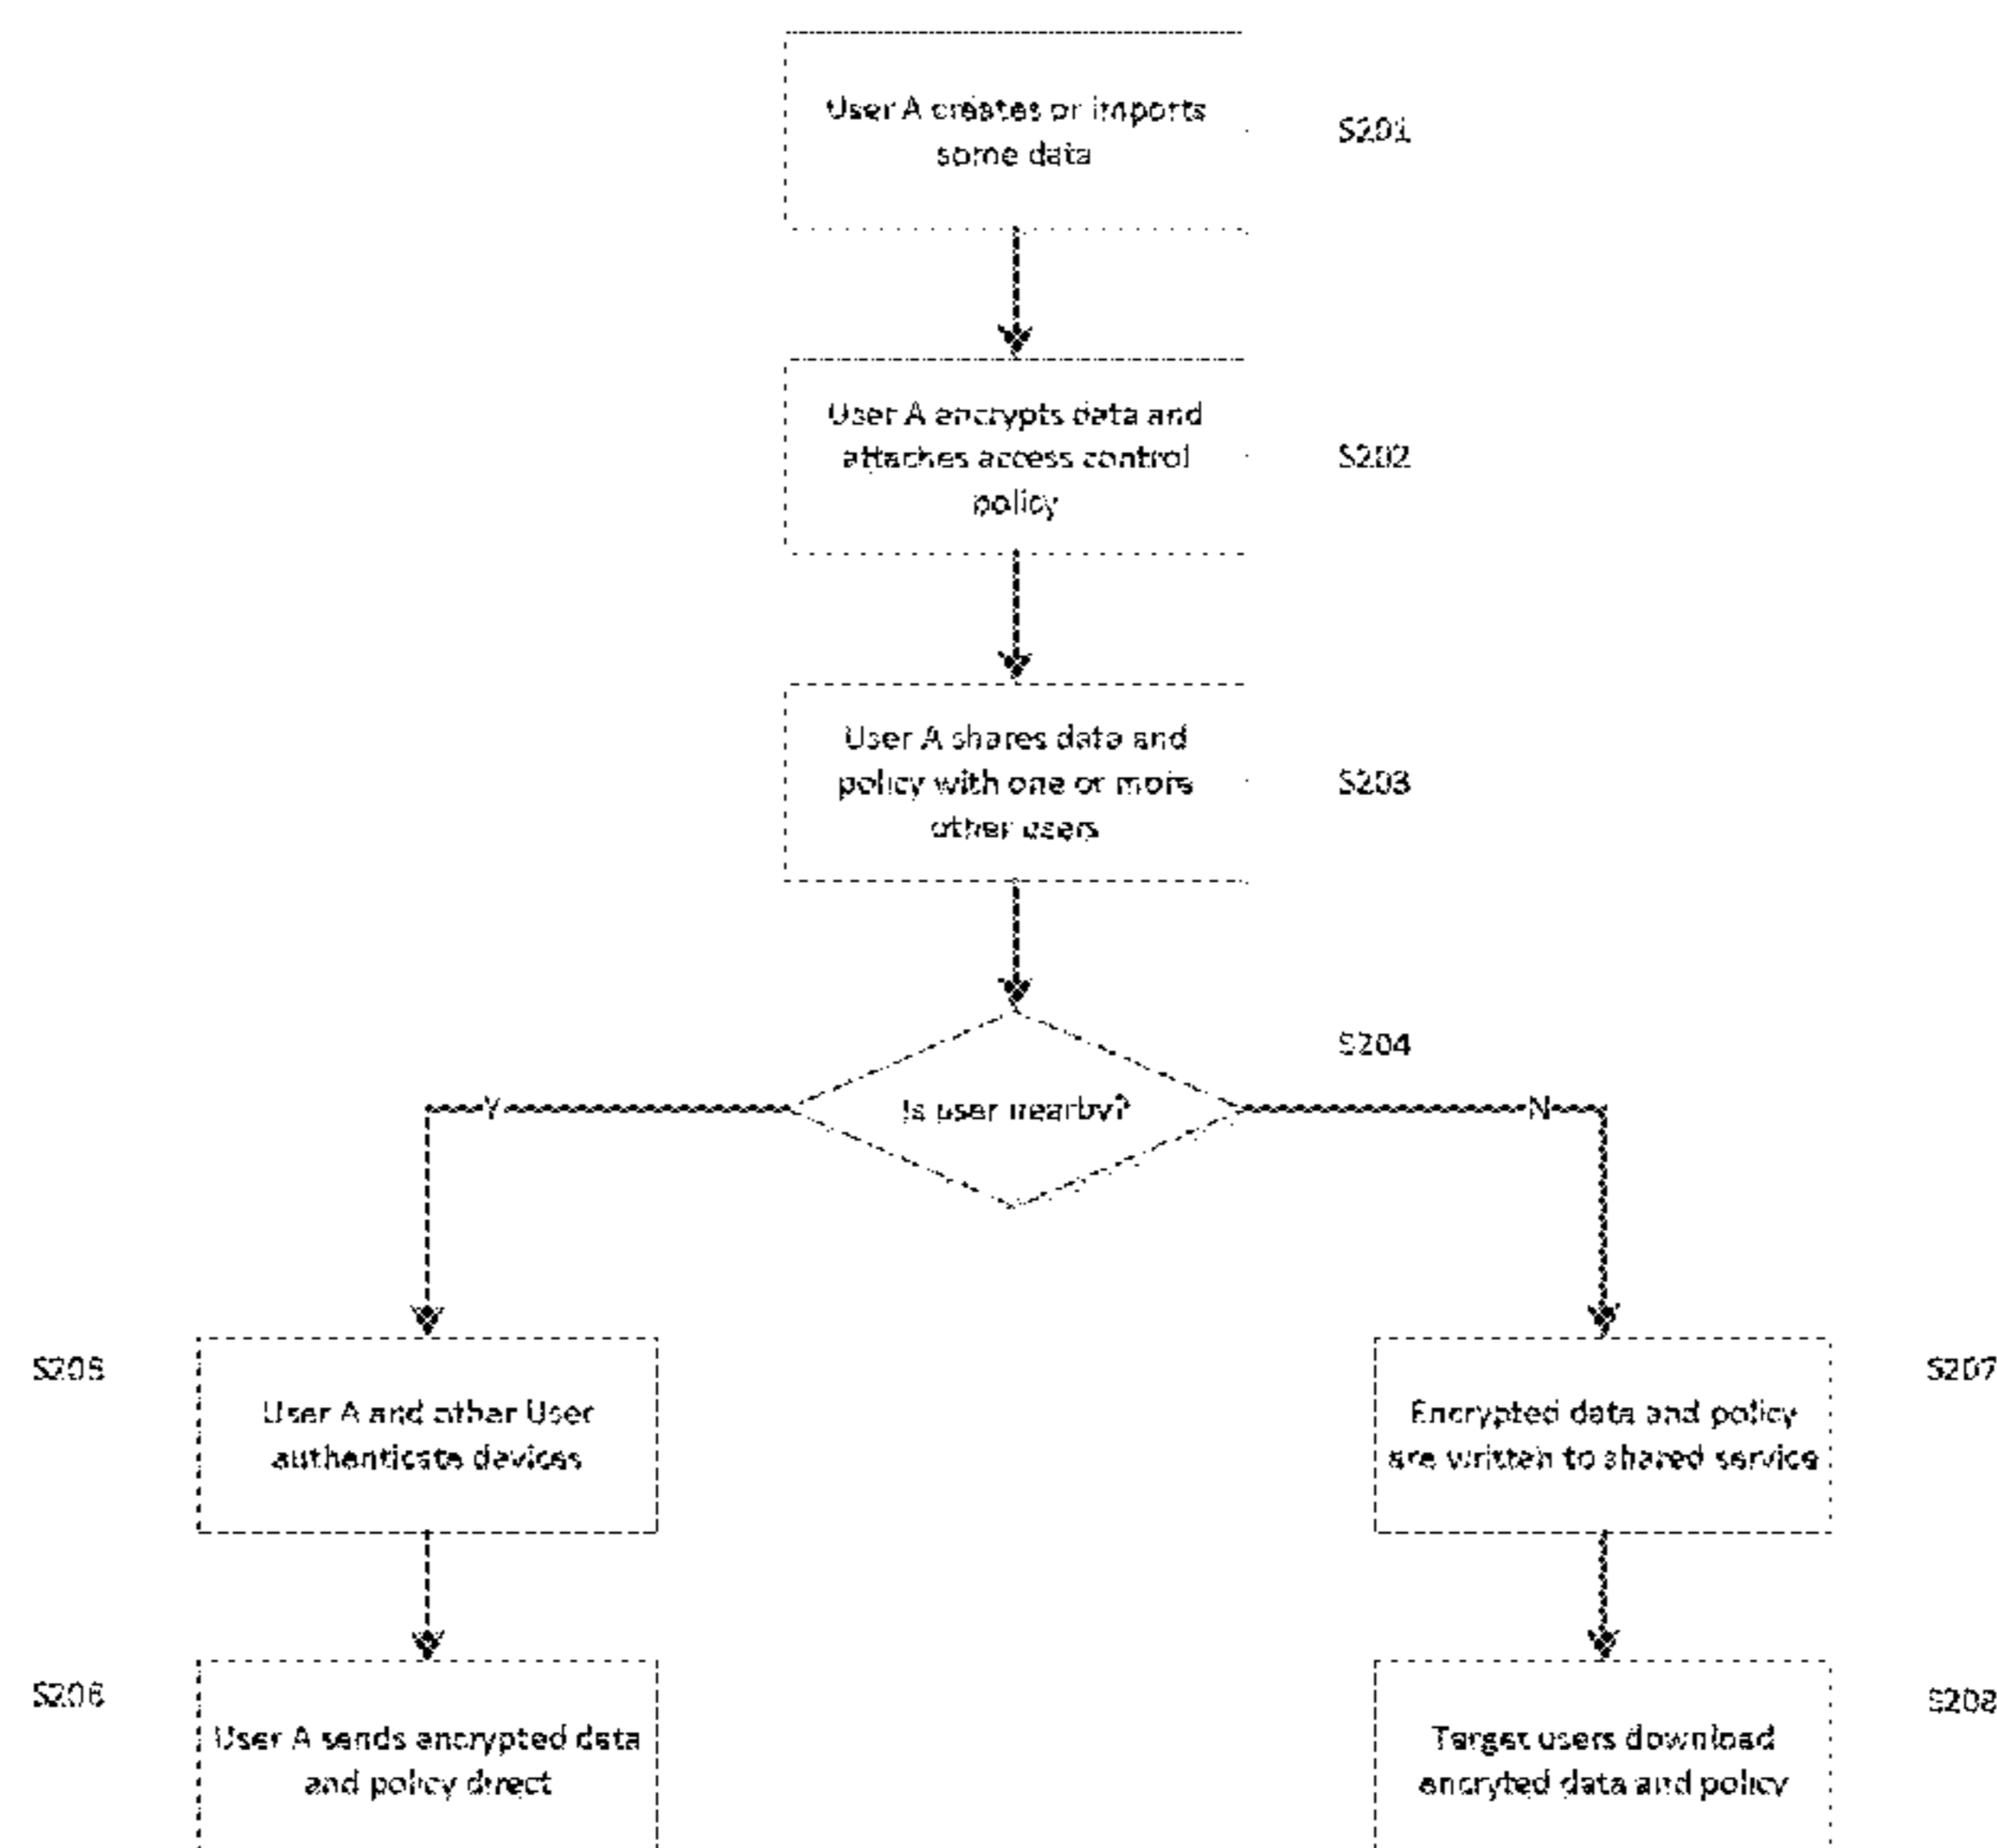 User A creates or imports
some data
S201
User A encrypts data and
attaches access control
policy
S202
User A shares data and
policy with one or more
other users
S203
S204
Is user nearby?
Y
N
S205
User A and other User
authenticate devices
S207
Encrypted data and policy
are written to shared service
S206
User A sends encrypted data
and policy direct
S208
Target users download
encryted data and policy